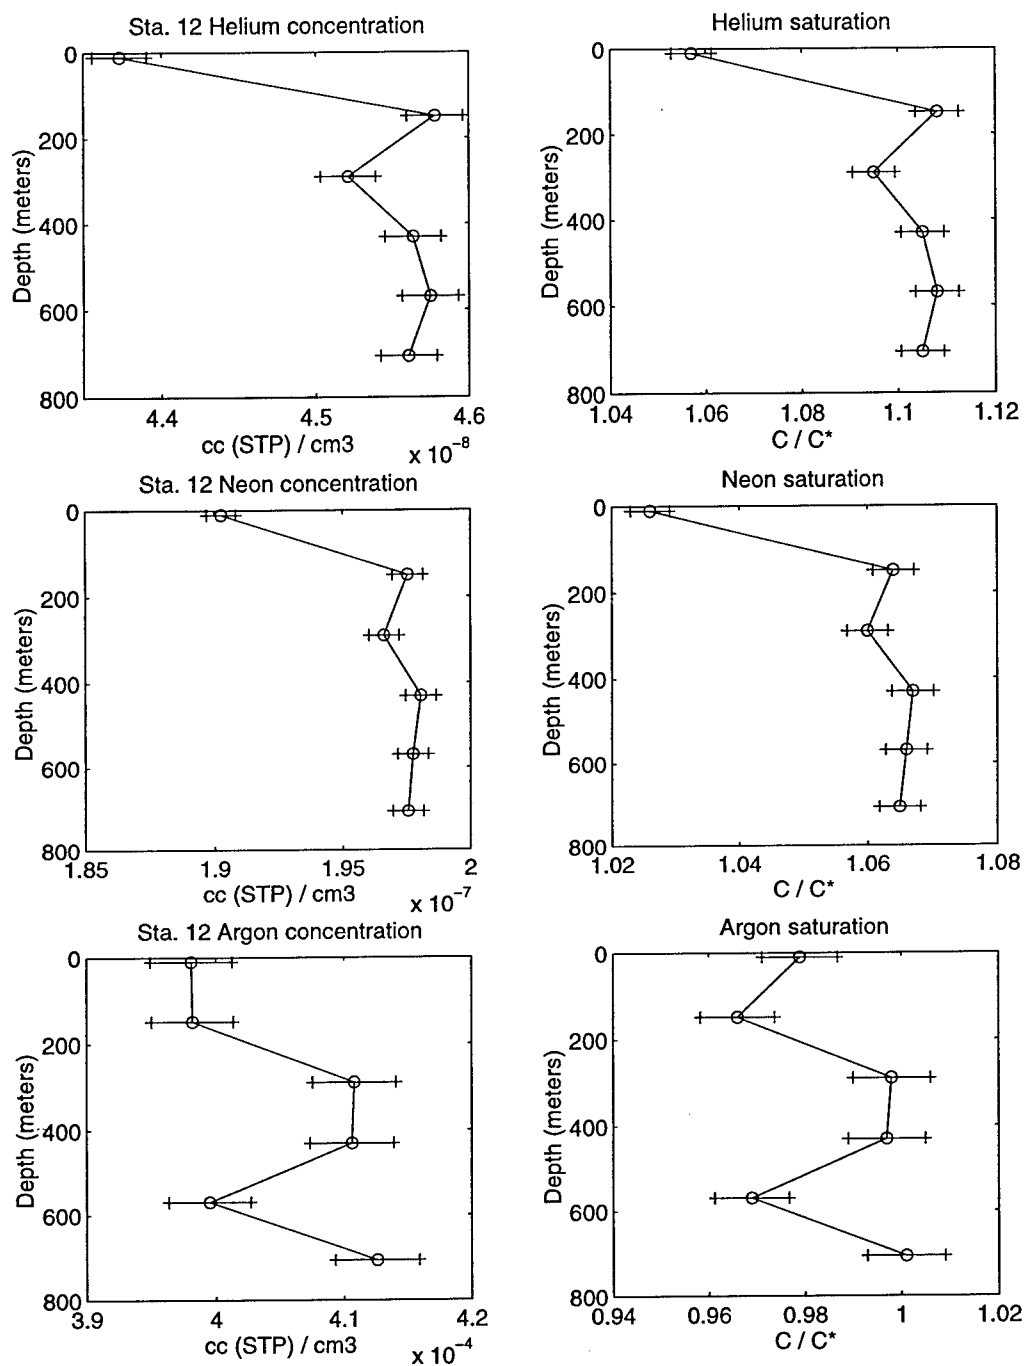 Sta. 12 Helium concentration
0
200
400
600
800
Depth (meters)
4.4 4.5 4.6
cc (STP) / cm3
x 10^-8
Helium saturation
0
200
400
600
800
Depth (meters)
1.04 1.06 1.08 1.1 1.12
C / C*
Sta. 12 Neon concentration
0
200
400
600
800
Depth (meters)
1.85 1.9 1.95 2
cc (STP) / cm3
x 10^-7
Neon saturation
0
200
400
600
800
Depth (meters)
1.02 1.04 1.06 1.08
C / C*
Sta. 12 Argon concentration
0
200
400
600
800
Depth (meters)
3.9 4 4.1 4.2
cc (STP) / cm3
x 10^-4
Argon saturation
0
200
400
600
800
Depth (meters)
0.94 0.96 0.98 1 1.02
C / C*